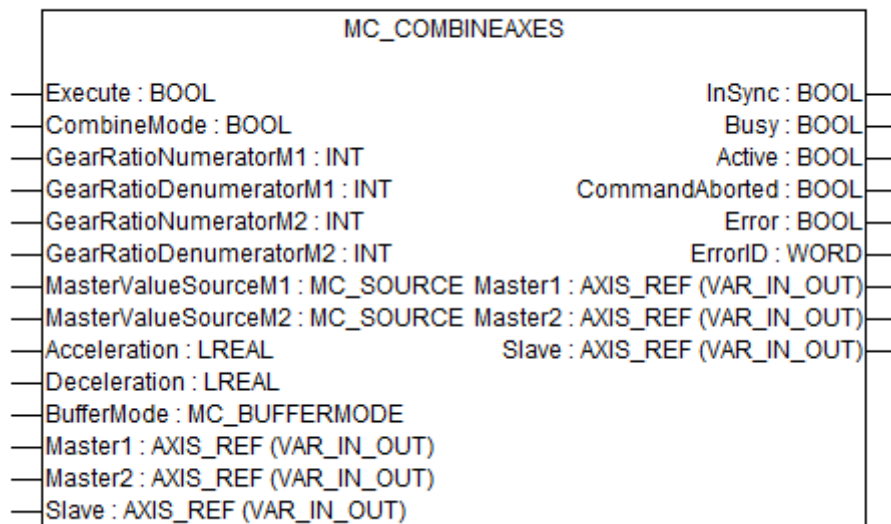 MC_COMBINEAXES
Execute : BOOL InSync : BOOL
CombineMode : BOOL Busy : BOOL
GearRatioNumeratorM1 : INT Active : BOOL
GearRatioDenumeratorM1 : INT CommandAborted : BOOL
GearRatioNumeratorM2 : INT Error : BOOL
GearRatioDenumeratorM2 : INT ErrorID : WORD
MasterValueSourceM1 : MC_SOURCE Master1 : AXIS_REF (VAR_IN_OUT)
MasterValueSourceM2 : MC_SOURCE Master2 : AXIS_REF (VAR_IN_OUT)
Acceleration : LREAL Slave : AXIS_REF (VAR_IN_OUT)
Deceleration : LREAL
BufferMode : MC_BUFFERMODE
Master1 : AXIS_REF (VAR_IN_OUT)
Master2 : AXIS_REF (VAR_IN_OUT)
Slave : AXIS_REF (VAR_IN_OUT)